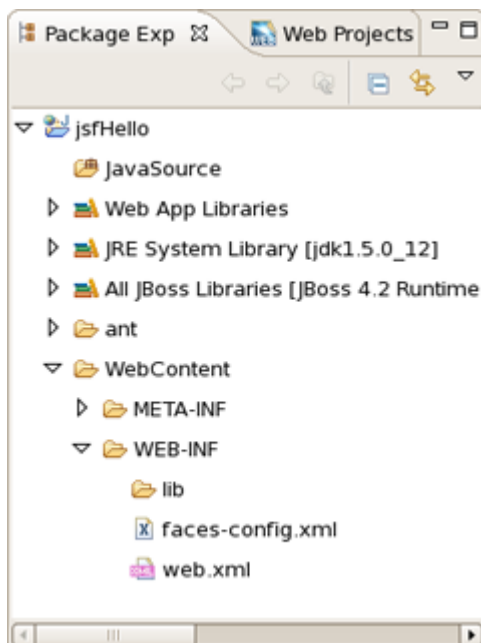 Package Exp
Web Projects
jsfHello
JavaSource
Web App Libraries
JRE System Library [jdk1.5.0_12]
All JBoss Libraries [JBoss 4.2 Runtime
ant
WebContent
META-INF
WEB-INF
lib
faces-config.xml
web.xml